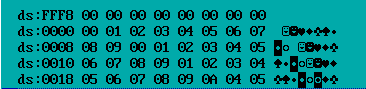 ds:FFF8 00 00 00 00 00 00 00 00
ds:0000 00 01 02 03 04 05 06 07 ☺☻♥♦♣♠•
ds:0008 08 09 00 01 02 03 04 05 ◘○ ☺☻♥♦♣
ds:0010 06 07 08 09 01 02 03 04 ♠•◘○☺☻♥♦
ds:0018 05 06 07 08 09 0A 04 05 ♣♠•◘○◙♦♣